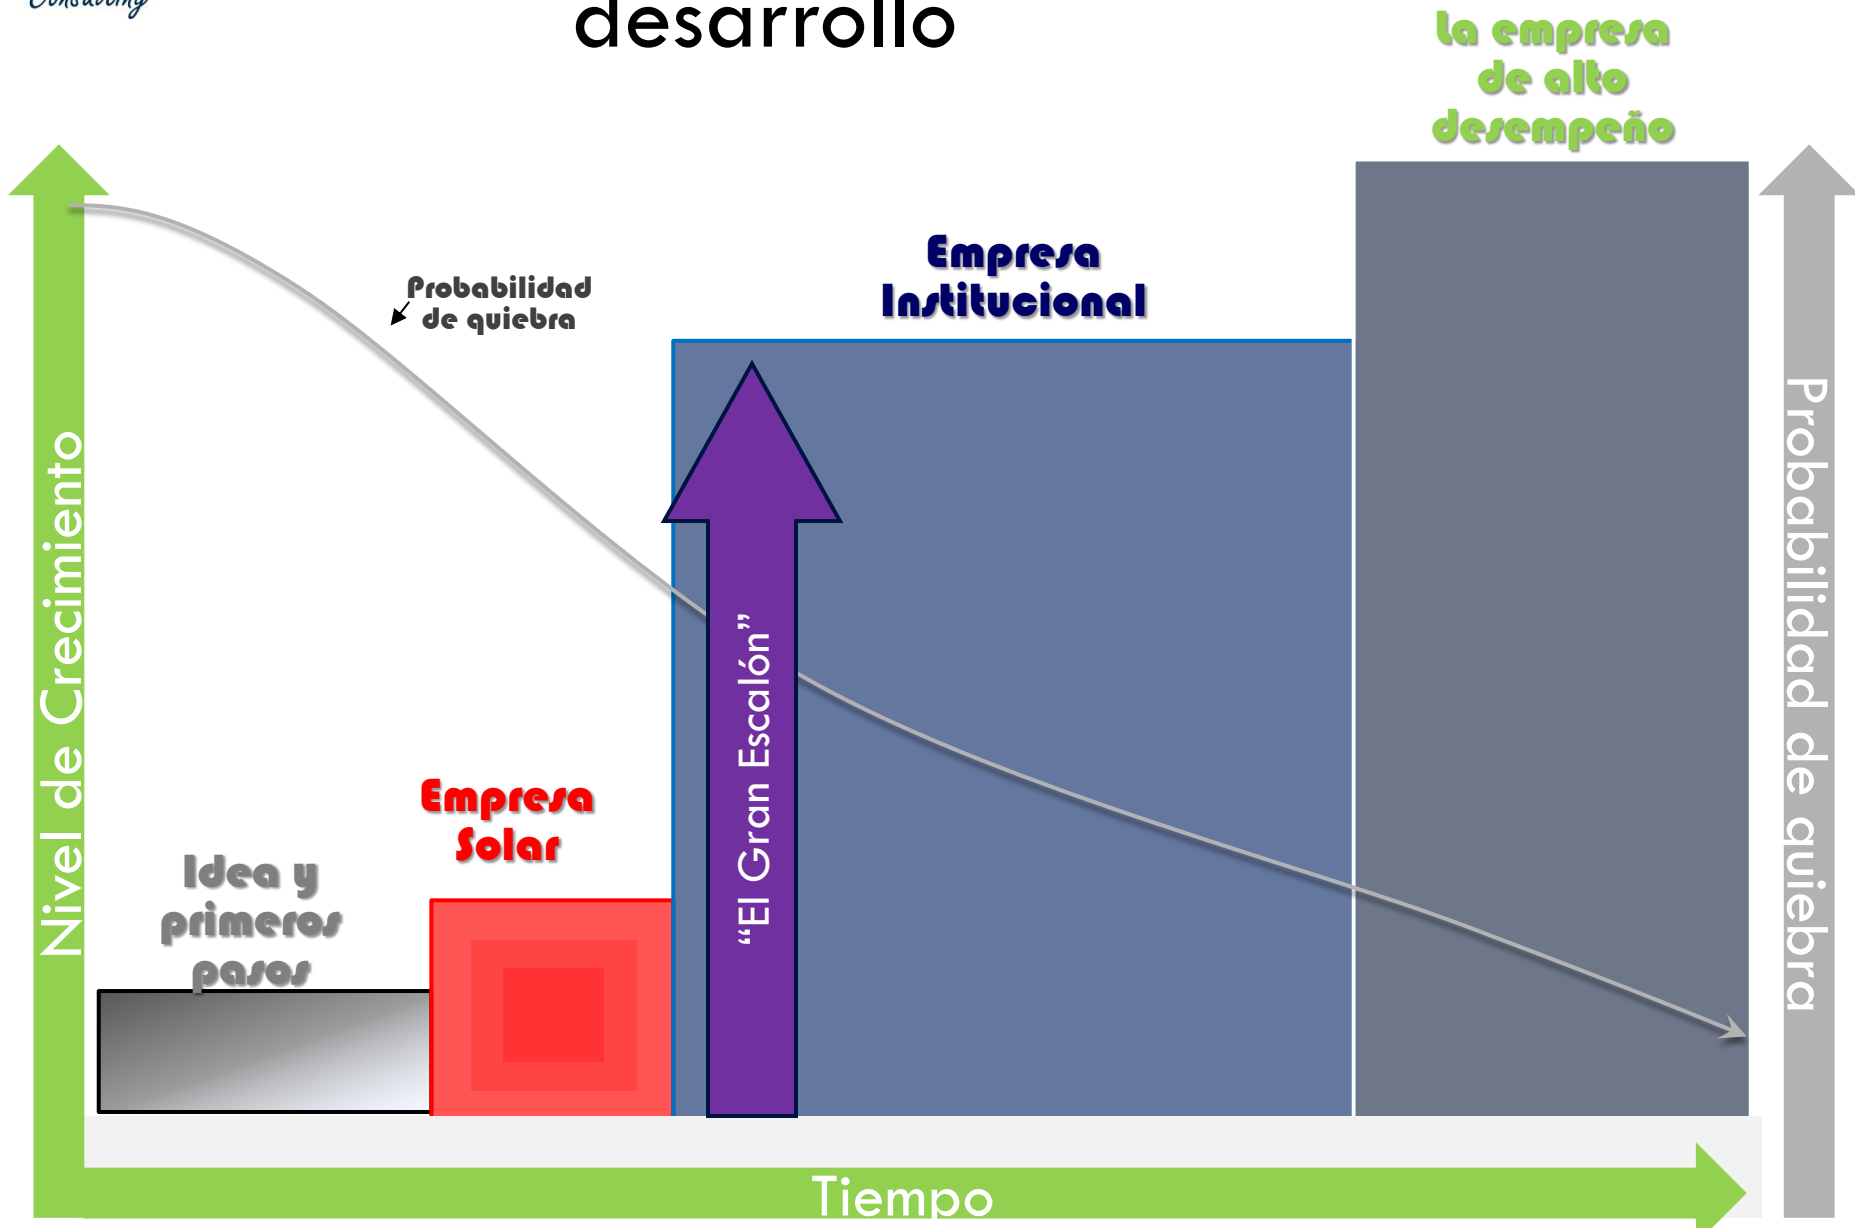 Consulting
desarrollo
La empresa
de alto
desempeño
Empresa
Institucional
Probabilidad
de quiebra
Empresa
Solar
Idea y
primeros
pasos
“El Gran Escalón”
Nivel de Crecimiento
Probabilidad de quiebra
Tiempo